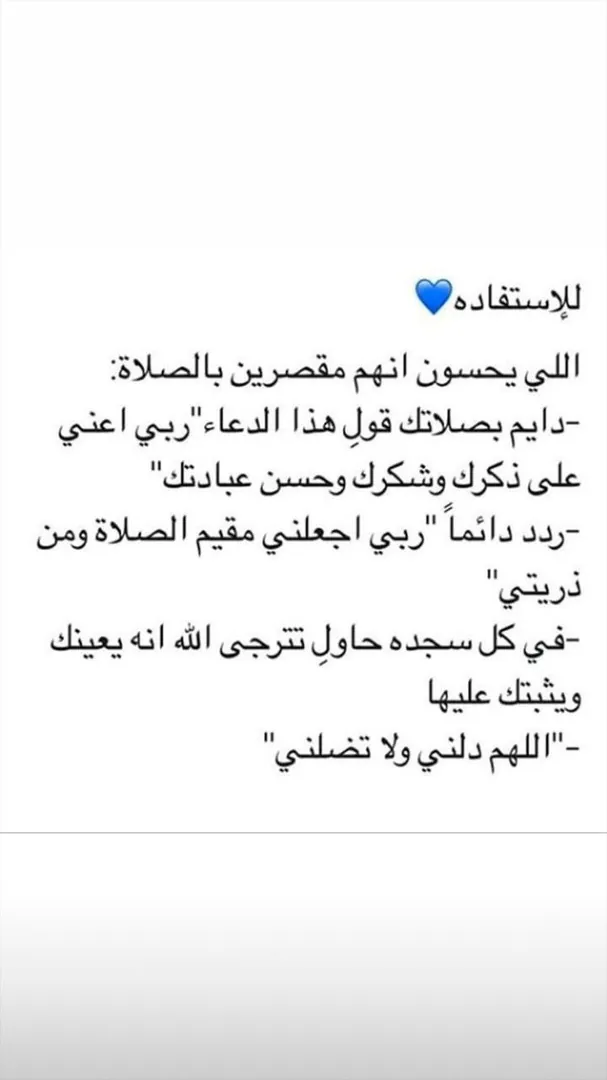 للإستفاده💙
اللي يحسون انهم مقصرين بالصلاة:
-دايم بصلاتك قولِ هذا الدعاء"ربي اعني
على ذكرك وشكرك وحسن عبادتك"
-ردد دائماً "ربي اجعلني مقيم الصلاة ومن
ذريتي"
-في كل سجده حاولِ تترجى الله انه يعينك
ويثبتك عليها
-"اللهم دلني ولا تضلني"